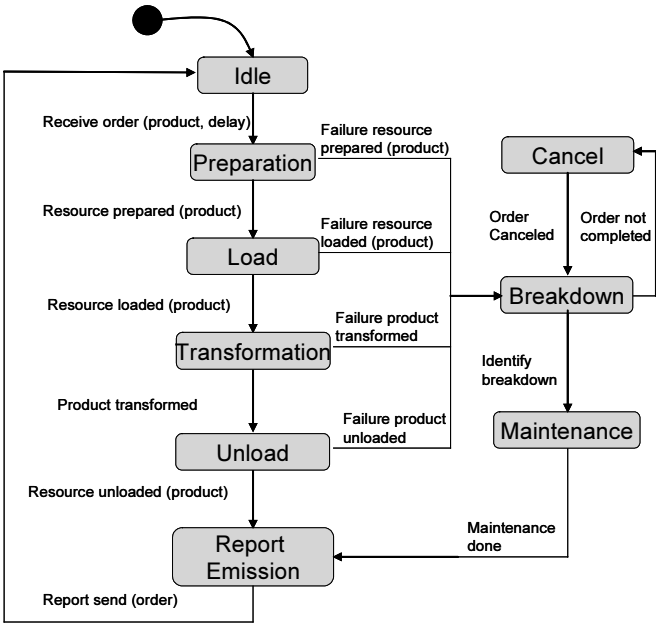 Idle
Receive order (product, delay)
Failure resource
prepared (product)
Preparation
Cancel
Resource prepared (product)
Failure resource
loaded (product)
Order
Canceled
Order not
completed
Load
Resource loaded (product)
Failure product
transformed
Breakdown
Transformation
Identify
breakdown
Product transformed
Failure product
unloaded
Maintenance
Unload
Resource unloaded (product)
Report
Emission
Maintenance
done
Report send (order)